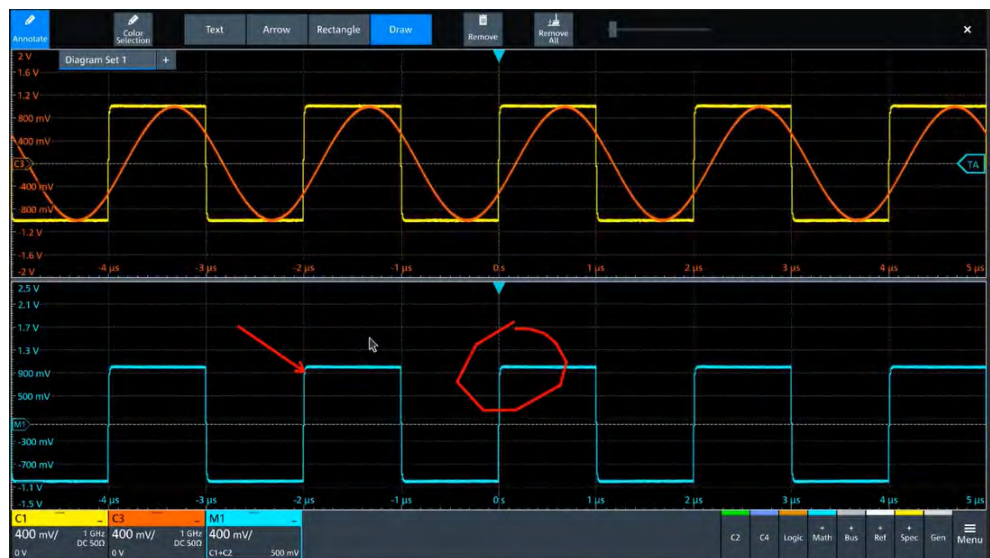 Annotate
Color
Selection
Text
Arrow
Rectangle
Draw
Remove
Remove
All
×
2 V
Diagram Set 1 +
1.6 V
1.2 V
800 mV
400 mV
C3
TA
-400 mV
-800 mV
-1.2 V
-1.6 V
-2 V
-4 µs -3 µs -2 µs -1 µs 0 s 1 µs 2 µs 3 µs 4 µs 5 µs
2.5 V
2.1 V
1.7 V
1.3 V
900 mV
500 mV
M1
-300 mV
-700 mV
-1.1 V
-1.5 V
-4 µs -3 µs -2 µs -1 µs 0 s 1 µs 2 µs 3 µs 4 µs 5 µs
C1
400 mV/ 1 GHz
DC 50Ω
0 V
C3
400 mV/ 1 GHz
DC 50Ω
0 V
M1
400 mV/
C1+C2 500 mV
C2
C4
Logic
+
Math
+
Bus
+
Ref
+
Spec
Gen
Menu